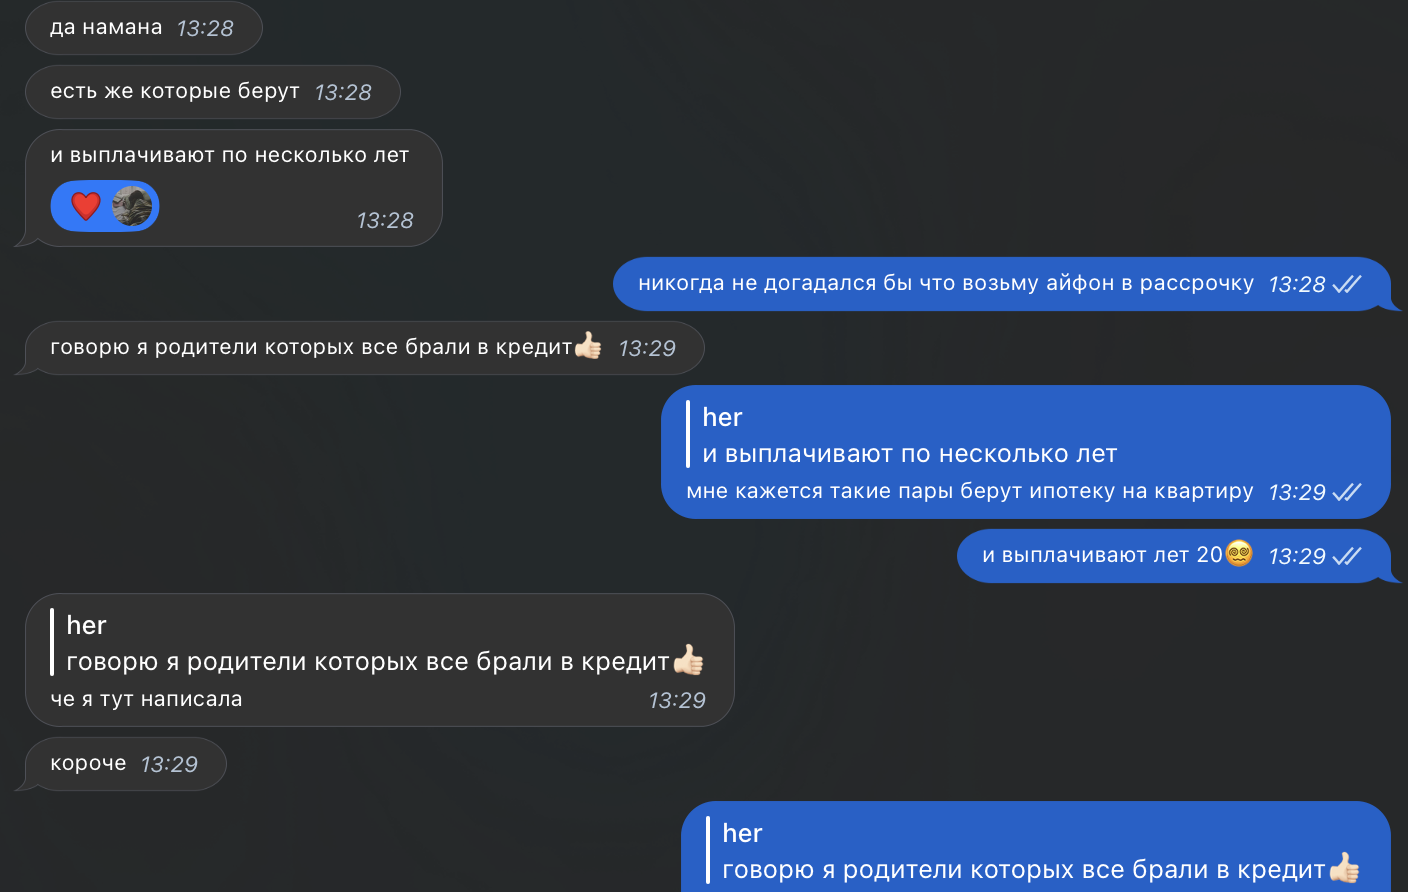 да намана 13:28
есть же которые берут 13:28
и выплачивают по несколько лет
❤️ 13:28
никогда не догадался бы что возьму айфон в рассрочку 13:28
говорю я родители которых все брали в кредит👍🏻 13:29
her
и выплачивают по несколько лет
мне кажется такие пары берут ипотеку на квартиру 13:29
и выплачивают лет 20😵‍💫 13:29
her
говорю я родители которых все брали в кредит👍🏻
че я тут написала 13:29
короче 13:29
her
говорю я родители которых все брали в кредит👍🏻